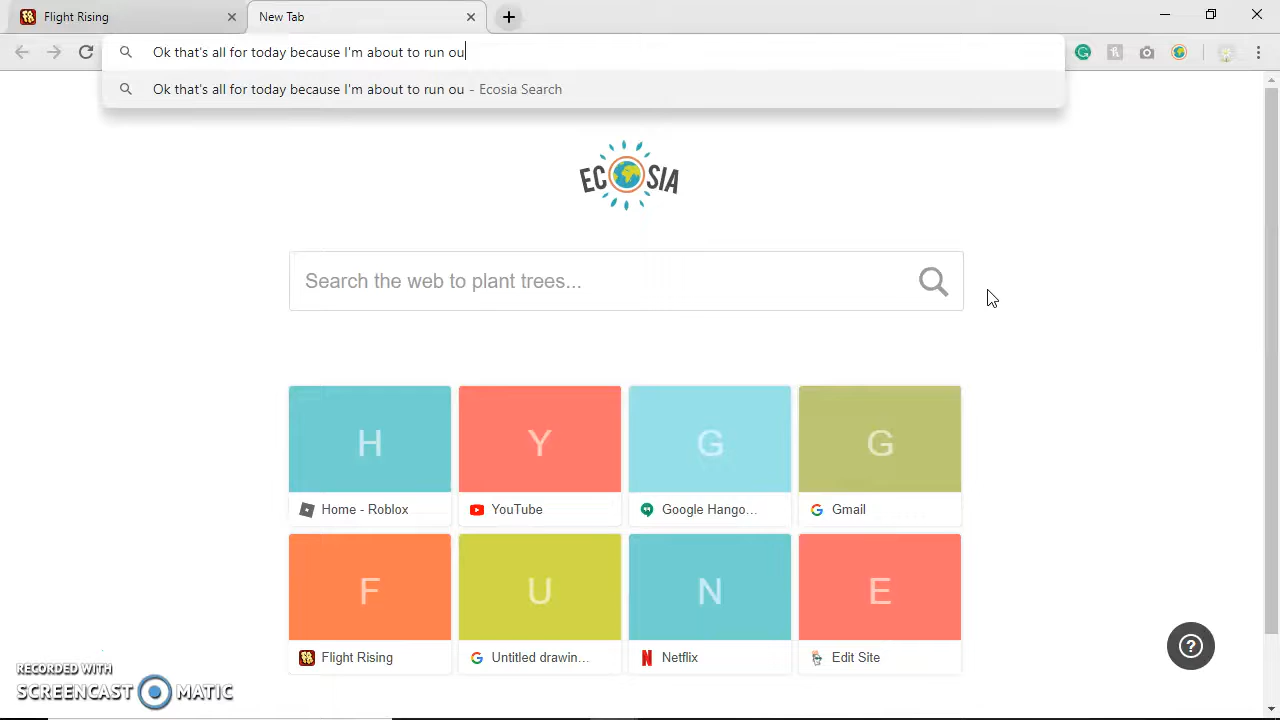 Flight Rising
New Tab
Ok that's all for today because I'm about to run ou
Ok that's all for today because I'm about to run ou - Ecosia Search
ECOSIA
Search the web to plant trees...
H
Y
G
G
Home - Roblox
YouTube
Google Hango...
Gmail
F
U
N
E
Flight Rising
Untitled drawin...
Netflix
Edit Site
RECORDED WITH
SCREENCAST MATIC